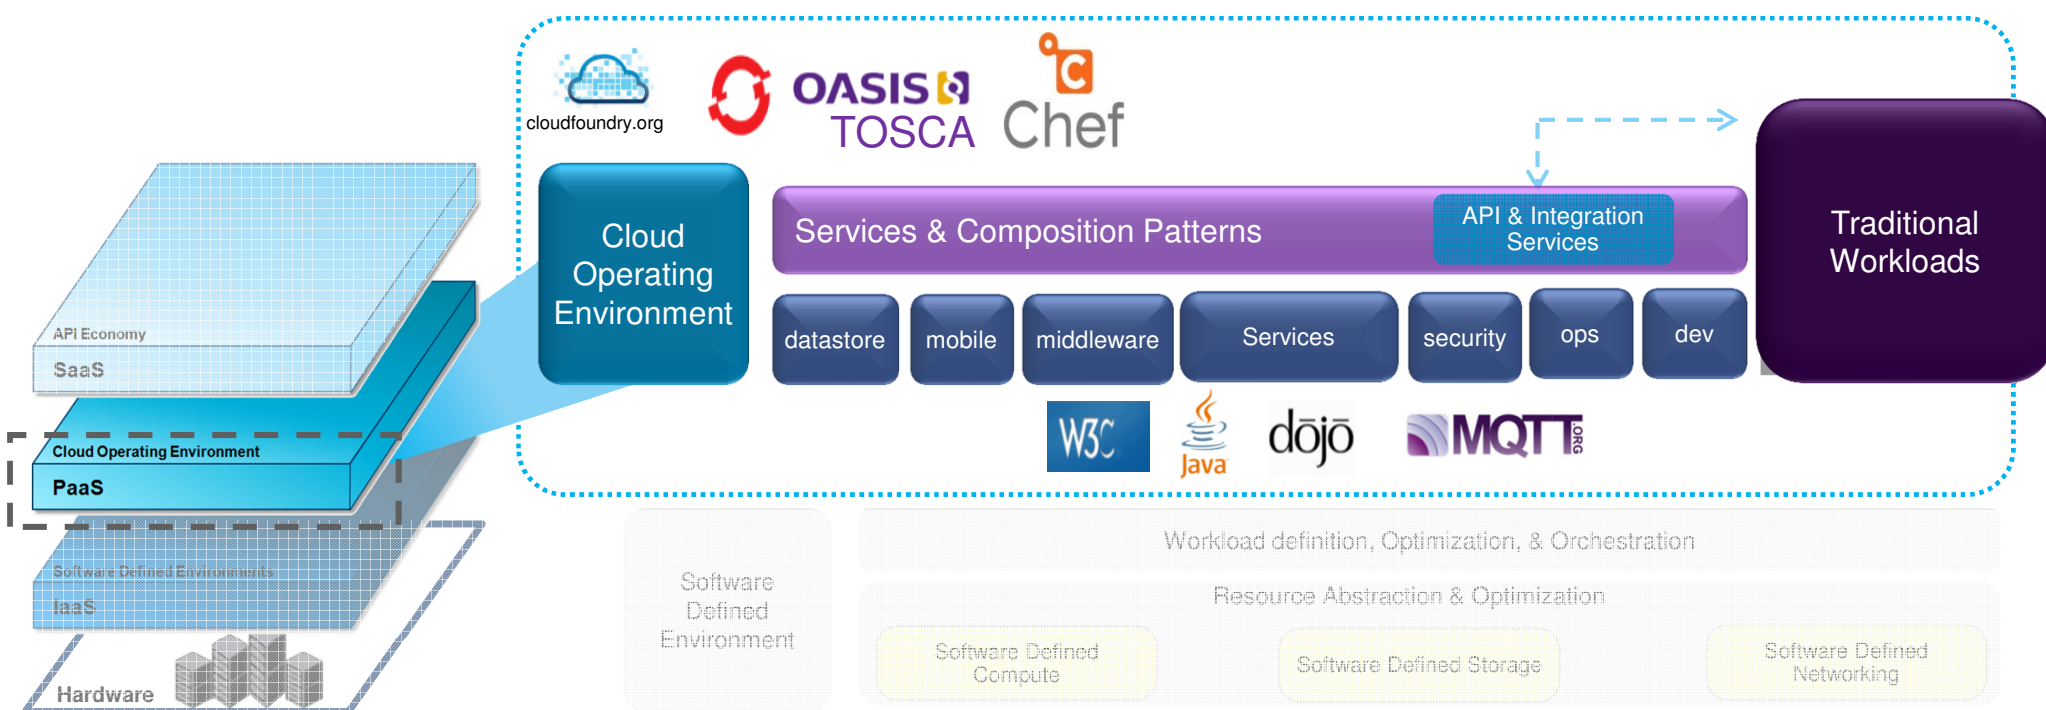 cloudfoundry.org
OASIS
TOSCA
Chef
Cloud
Operating
Environment
Services & Composition Patterns
API & Integration
Services
Traditional
Workloads
datastore
mobile
middleware
Services
security
ops
dev
W3C
Java
dōjō
MQTT
.ORG
API Economy
SaaS
Cloud Operating Environment
PaaS
Software Defined Environments
IaaS
Hardware
Software
Defined
Environment
Workload definition, Optimization, & Orchestration
Resource Abstraction & Optimization
Software Defined
Compute
Software Defined Storage
Software Defined
Networking